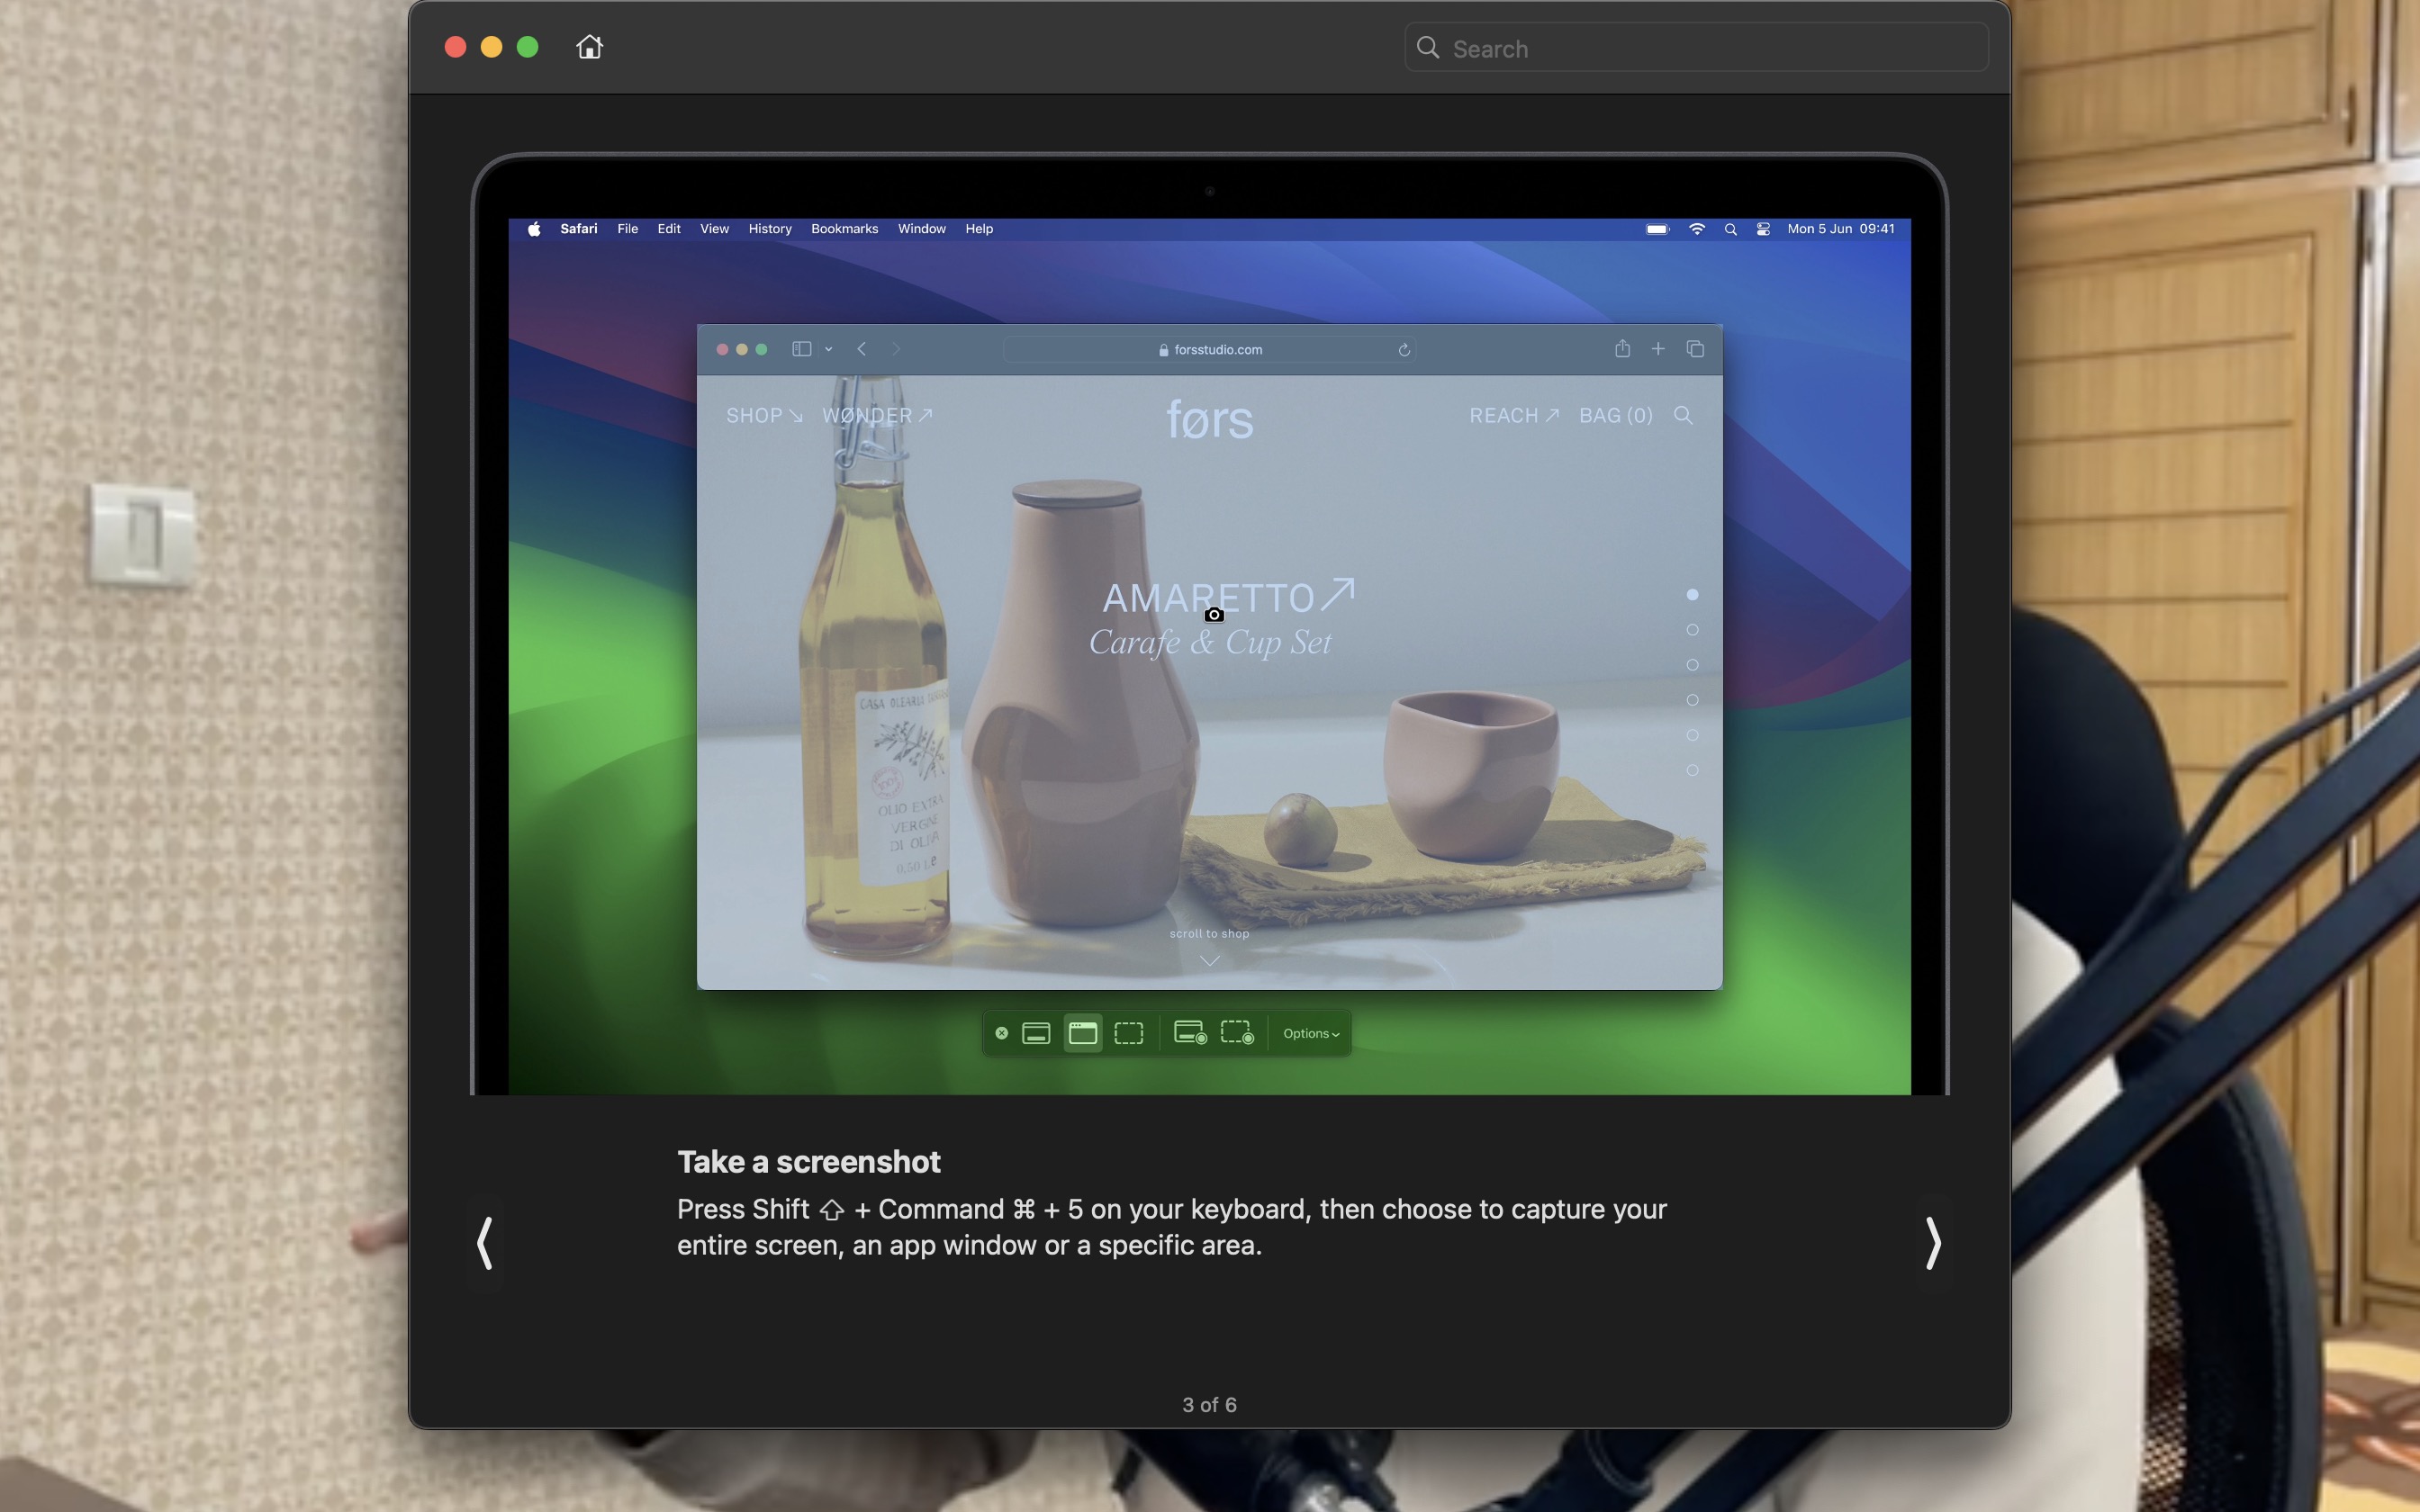 Search
Safari File Edit View History Bookmarks Window Help
Mon 5 Jun 09:41
forsstudio.com
SHOP ↘ WØNDER ↗
førs
REACH ↗ BAG (0)
AMARETTO ↗
Carafe & Cup Set
CASA OLEARIA
100%
OLIO EXTRA
VERGINE
DI OLIVA
0,50 L e
scroll to shop
Options
Take a screenshot
Press Shift ⇧ + Command ⌘ + 5 on your keyboard, then choose to capture your
entire screen, an app window or a specific area.
3 of 6